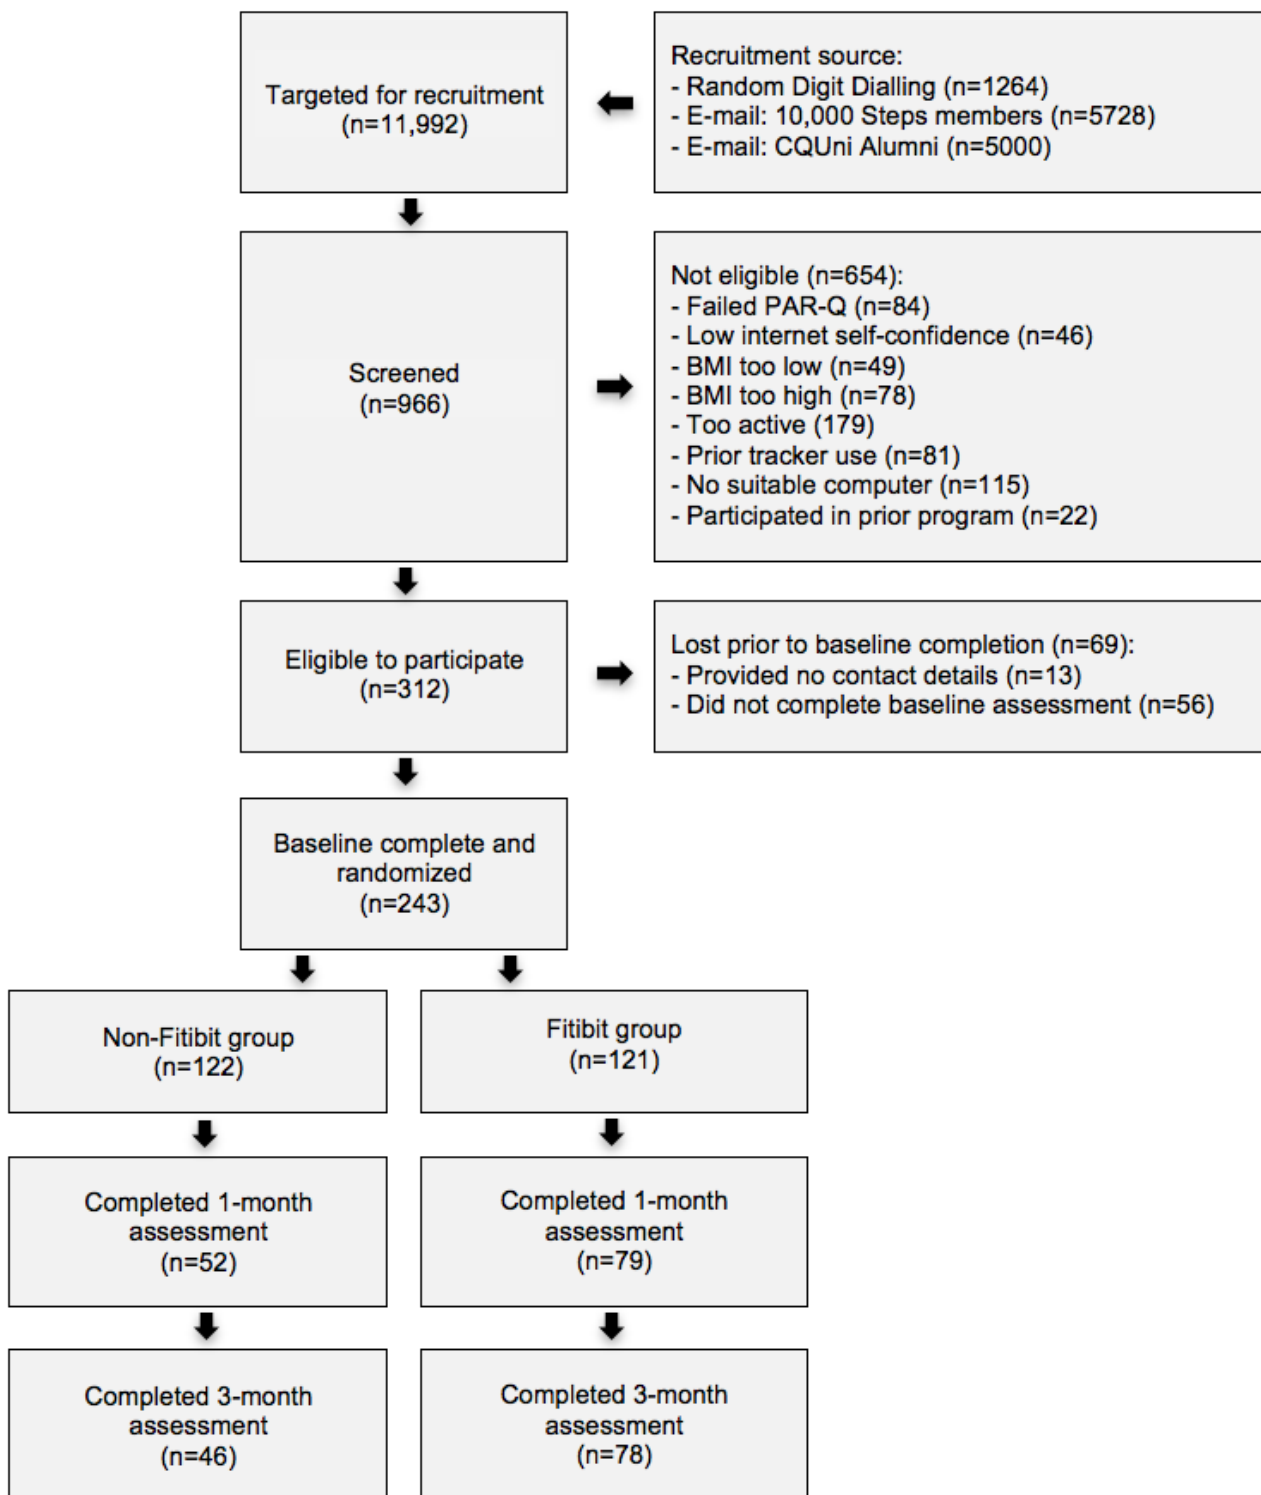 Targeted for recruitment
(n=11,992)
Recruitment source:
- Random Digit Dialling (n=1264)
- E-mail: 10,000 Steps members (n=5728)
- E-mail: CQUni Alumni (n=5000)
Screened
(n=966)
Not eligible (n=654):
- Failed PAR-Q (n=84)
- Low internet self-confidence (n=46)
- BMI too low (n=49)
- BMI too high (n=78)
- Too active (179)
- Prior tracker use (n=81)
- No suitable computer (n=115)
- Participated in prior program (n=22)
Eligible to participate
(n=312)
Lost prior to baseline completion (n=69):
- Provided no contact details (n=13)
- Did not complete baseline assessment (n=56)
Baseline complete and
randomized
(n=243)
Non-Fitibit group
(n=122)
Fitibit group
(n=121)
Completed 1-month
assessment
(n=52)
Completed 1-month
assessment
(n=79)
Completed 3-month
assessment
(n=46)
Completed 3-month
assessment
(n=78)